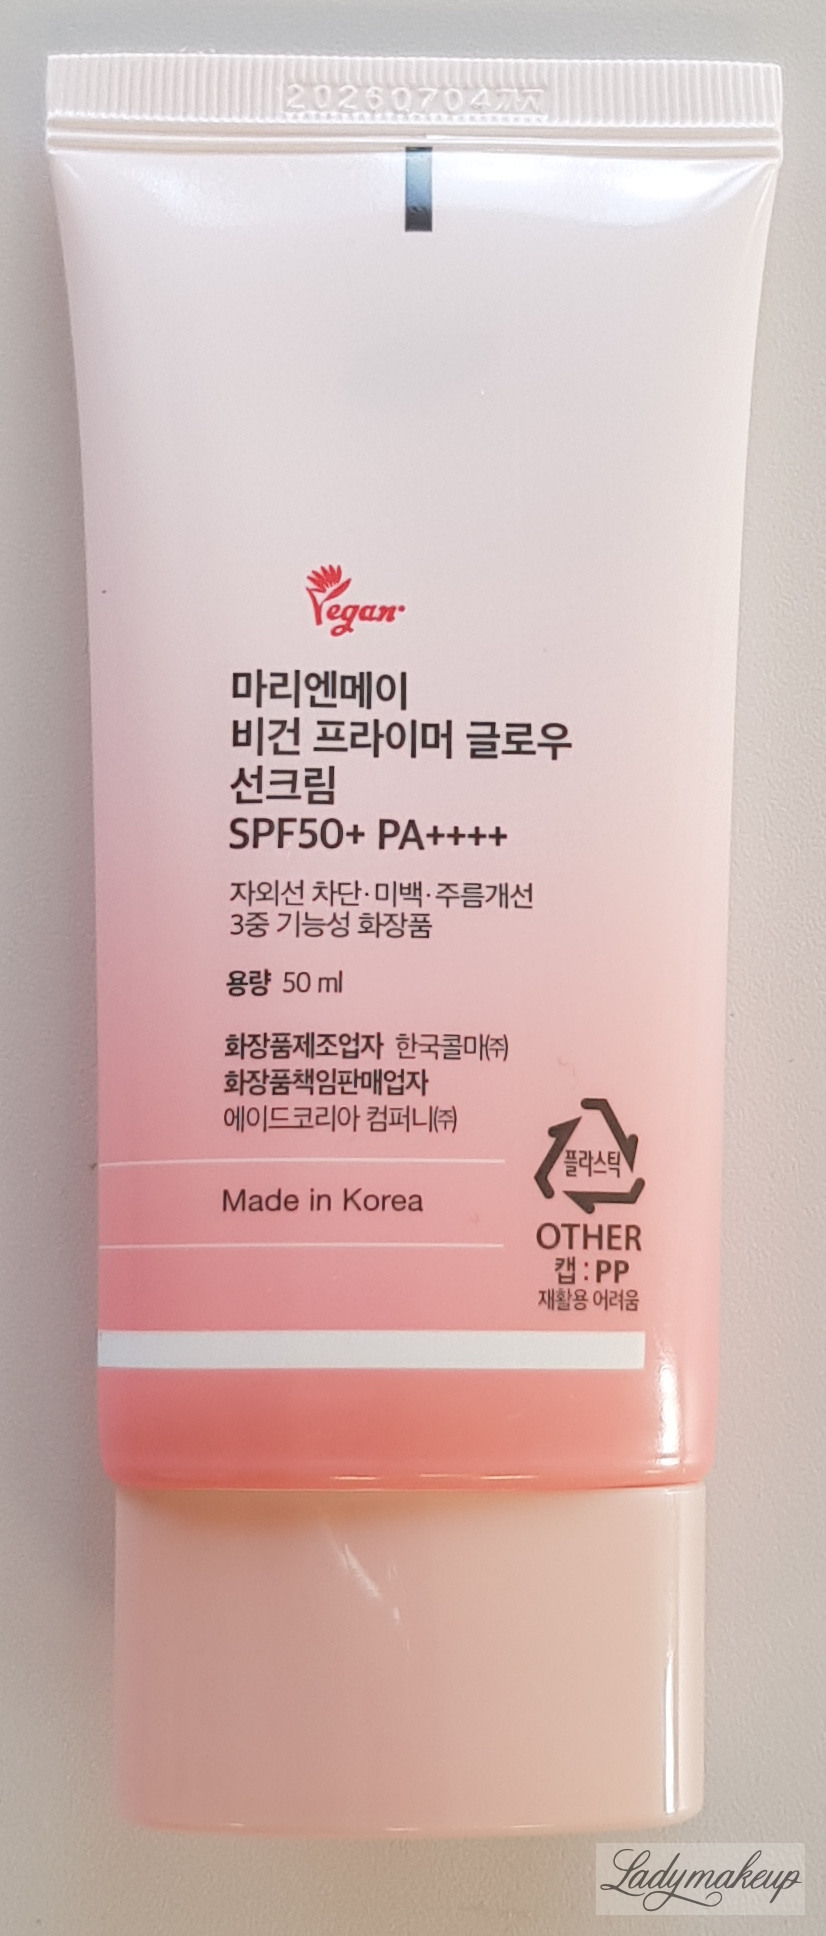 20260704까지
Vegan
마리엔메이
비건 프라이머 글로우
선크림
SPF50+ PA++++
자외선 차단·미백·주름개선
3중 기능성 화장품
용량 50 ml
화장품제조업자 한국콜마㈜
화장품책임판매업자
에이드코리아 컴퍼니㈜
Made in Korea
플라스틱
OTHER
캡 : PP
재활용 어려움
Ladymakeup